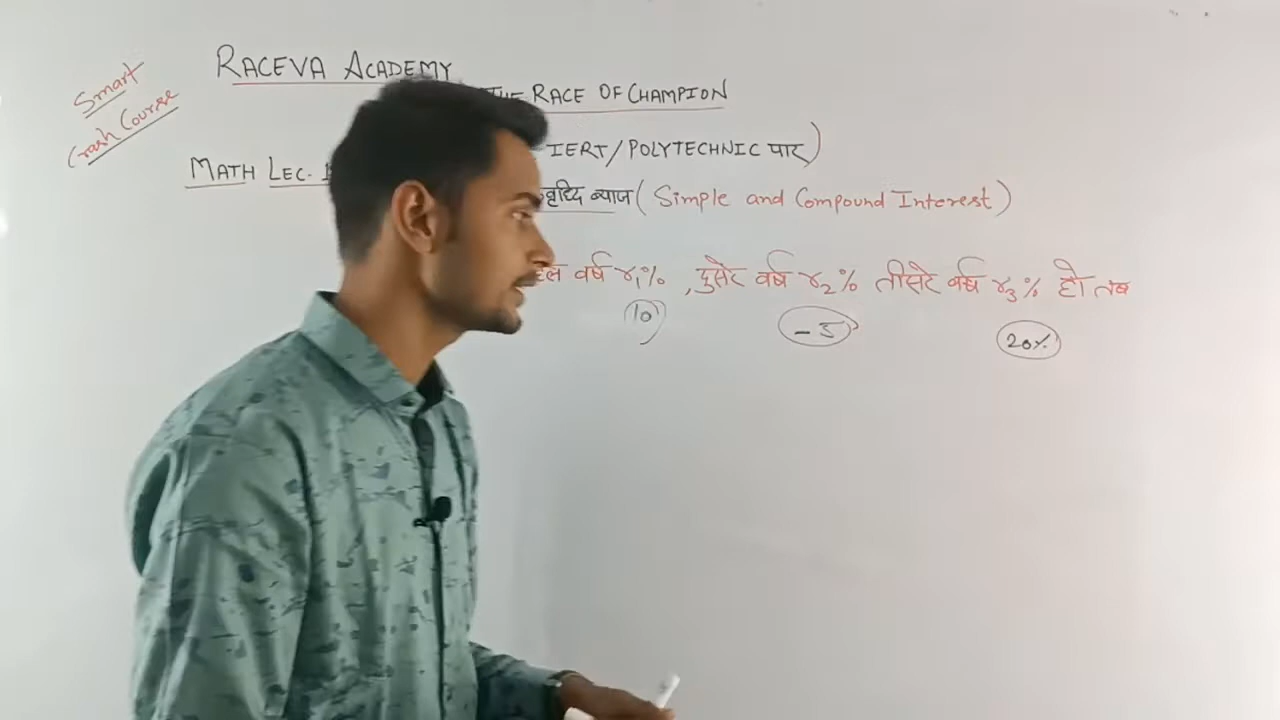 RACEVA ACADEMY
THE RACE OF CHAMPION
Smart
Crash Course
IERT/POLYTECHNIC पार)
MATH LEC.
ब्याज (Simple and Compound Interest)
वर्ष r₁%, दुसरे वर्ष r₂% तीसरे वर्ष r₃% हो तब
10 -5 20%